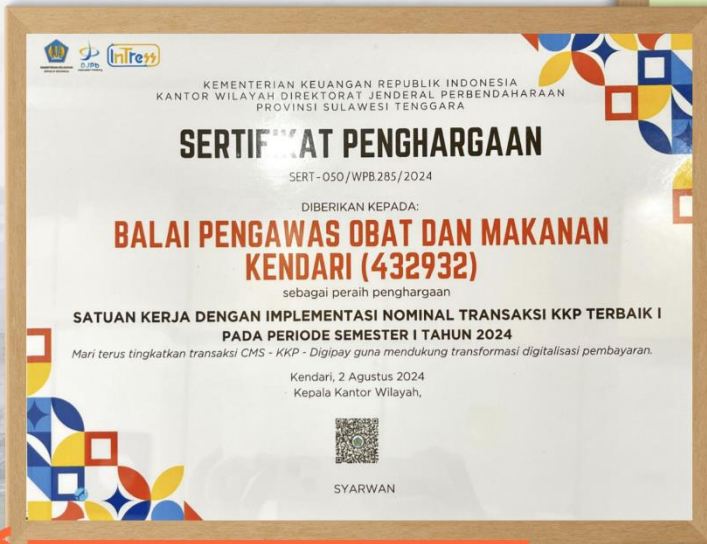 DJPb
InTress
KEMENTERIAN KEUANGAN REPUBLIK INDONESIA
KANTOR WILAYAH DIREKTORAT JENDERAL PERBENDAHARAAN
PROVINSI SULAWESI TENGGARA
SERTIFIKAT PENGHARGAAN
SERT-050/WPB.285/2024
DIBERIKAN KEPADA:
BALAI PENGAWAS OBAT DAN MAKANAN
KENDARI (432932)
sebagai peraih penghargaan
SATUAN KERJA DENGAN IMPLEMENTASI NOMINAL TRANSAKSI KKP TERBAIK I
PADA PERIODE SEMESTER I TAHUN 2024
Mari terus tingkatkan transaksi CMS - KKP - Digipay guna mendukung transformasi digitalisasi pembayaran.
Kendari, 2 Agustus 2024
Kepala Kantor Wilayah,
SYARWAN